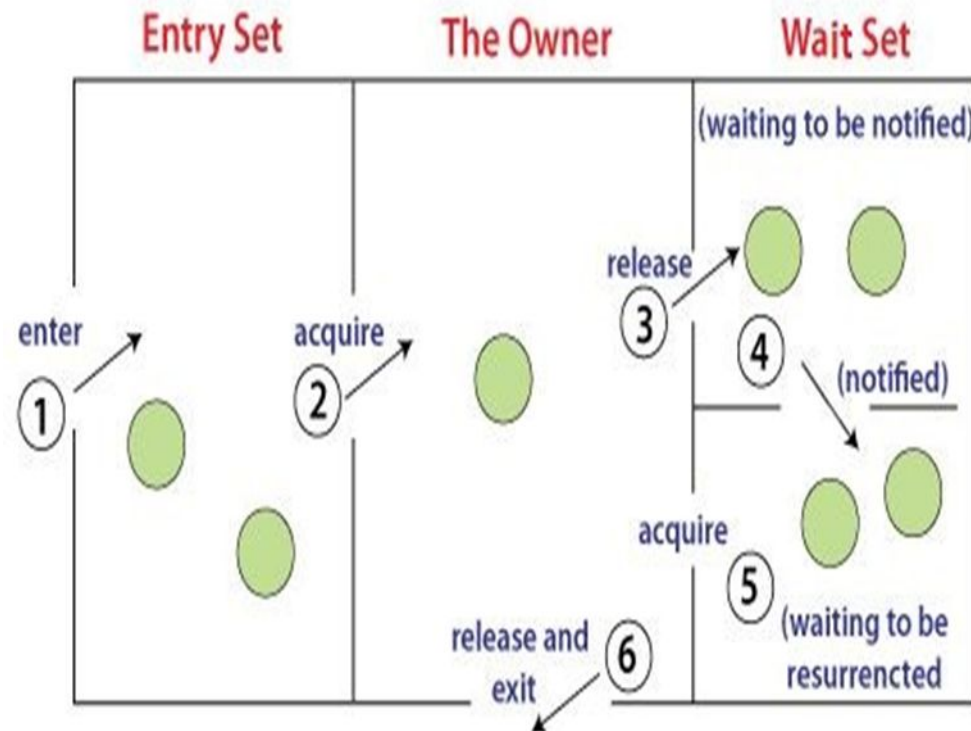 Entry Set
The Owner
Wait Set
(waiting to be notified)
release
3
enter
1
acquire
2
4
(notified)
acquire
5
(waiting to be
resurrencted
release and
exit
6